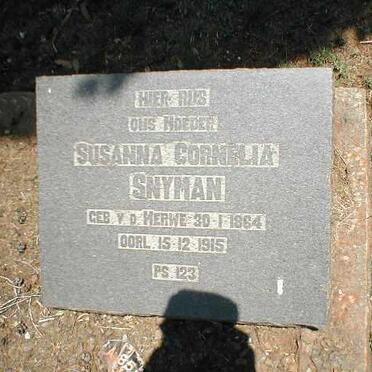 HIER RUS
ONS MOEDER
SUSANNA CORNELIA
SNYMAN
GEB. V.D. MERWE 30-1-1864
OORL. 15-12-1915
PS. 123